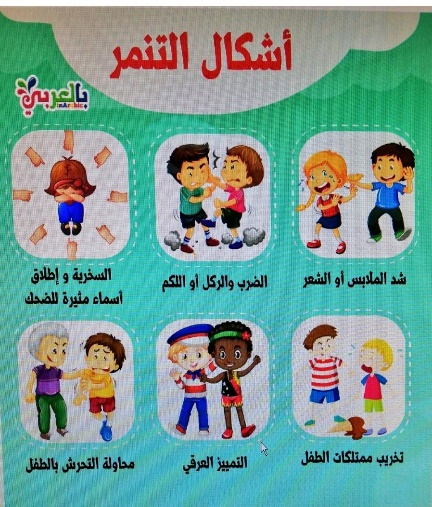 أشكال التنمر
بالعربي
inArabic
شد الملابس أو الشعر
الضرب والركل أو اللكم
السخرية و إطلاق
أسماء مثيرة للضحك
تخريب ممتلكات الطفل
التمييز العرقي
محاولة التحرش بالطفل